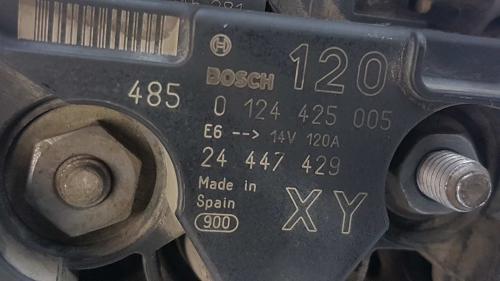 120
BOSCH
485 0 124 425 005
E6 --> 14V 120A
24 447 429
Made in
Spain
XY
900